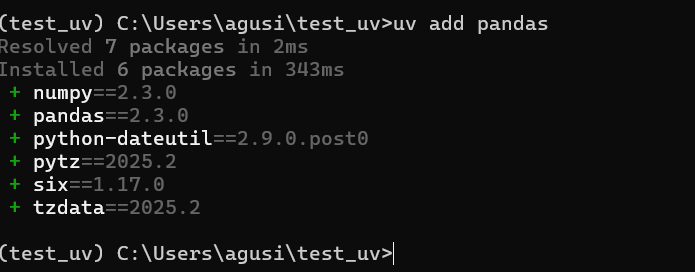 (test_uv) C:\Users\agusi\test_uv>uv add pandas
Resolved 7 packages in 2ms
Installed 6 packages in 343ms
+ numpy==2.3.0
+ pandas==2.3.0
+ python-dateutil==2.9.0.post0
+ pytz==2025.2
+ six==1.17.0
+ tzdata==2025.2
(test_uv) C:\Users\agusi\test_uv>